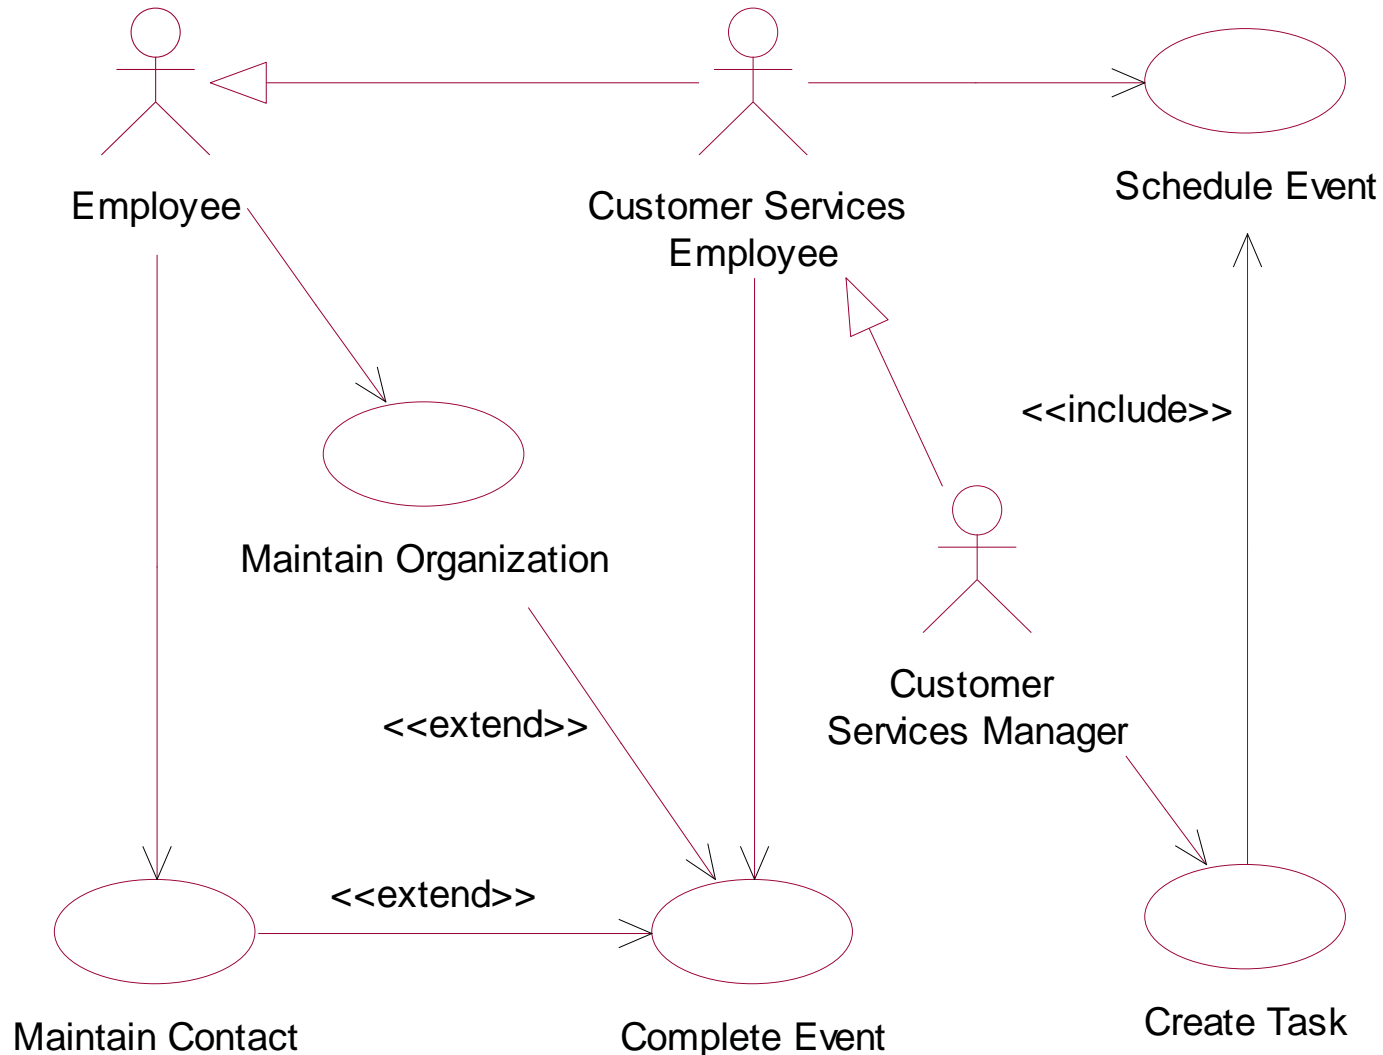 Employee
Customer Services
Employee
Schedule Event
<<include>>
Maintain Organization
Customer
Services Manager
<<extend>>
<<extend>>
Maintain Contact
Complete Event
Create Task